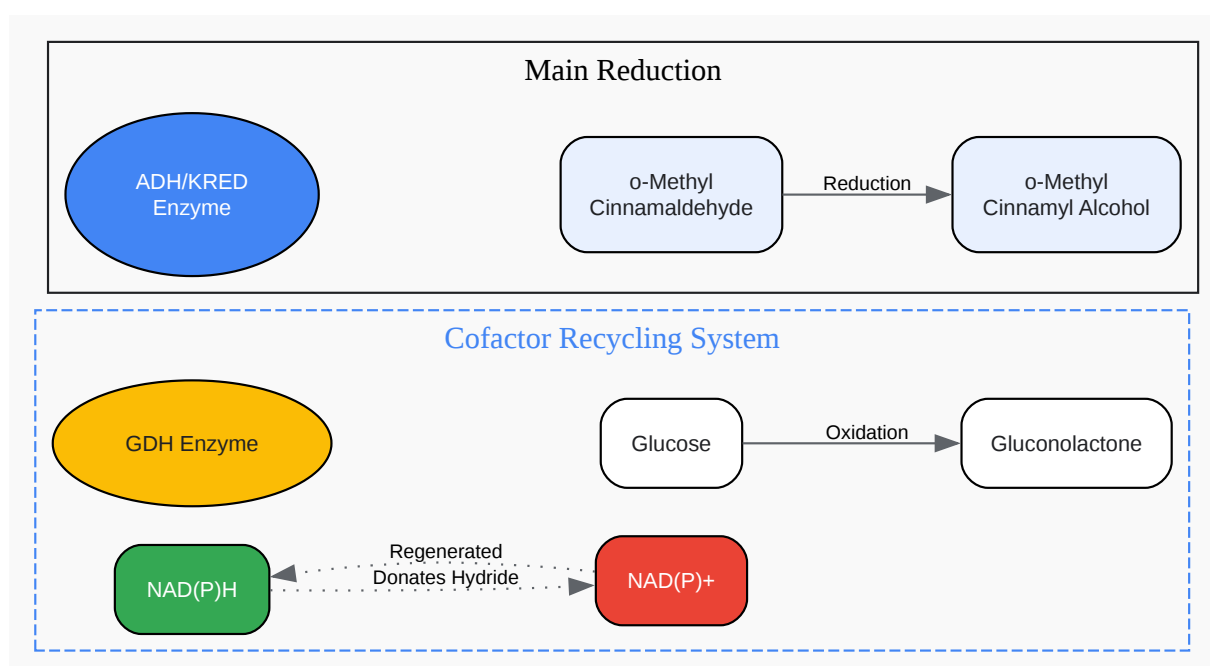 Main Reduction
ADH/KRED
Enzyme
o-Methyl
Cinnamaldehyde
Reduction
o-Methyl
Cinnamyl Alcohol
Cofactor Recycling System
GDH Enzyme
Glucose
Oxidation
Gluconolactone
NAD(P)H
Regenerated
Donates Hydride
NAD(P)+